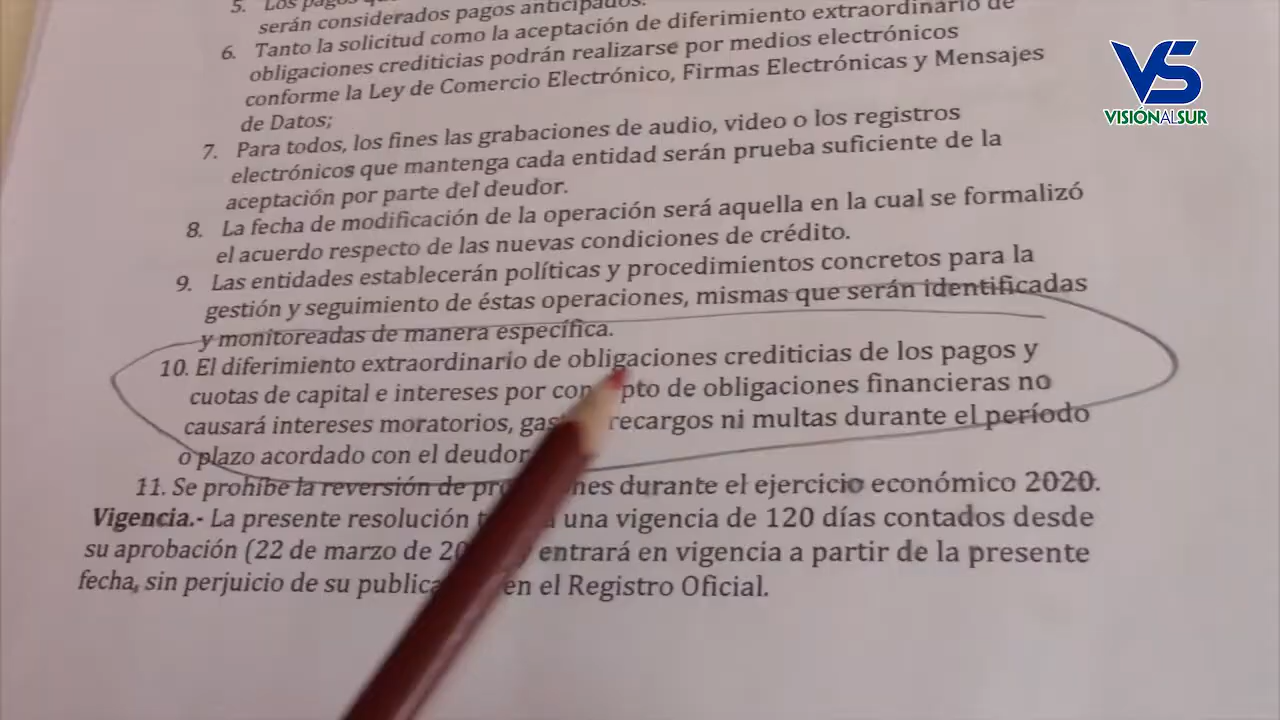 5. Los pagos
serán considerados pagos anticipados.
6. Tanto la solicitud como la aceptación de diferimiento extraordinario de
obligaciones crediticias podrán realizarse por medios electrónicos
conforme la Ley de Comercio Electrónico, Firmas Electrónicas y Mensajes
de Datos;
7. Para todos, los fines las grabaciones de audio, video o los registros
electrónicos que mantenga cada entidad serán prueba suficiente de la
aceptación por parte del deudor.
8. La fecha de modificación de la operación será aquella en la cual se formalizó
el acuerdo respecto de las nuevas condiciones de crédito.
9. Las entidades establecerán políticas y procedimientos concretos para la
gestión y seguimiento de éstas operaciones, mismas que serán identificadas
y monitoreadas de manera específica.
10. El diferimiento extraordinario de obligaciones crediticias de los pagos y
cuotas de capital e intereses por concepto de obligaciones financieras no
causará intereses moratorios, recargos ni multas durante el período
o plazo acordado con el deudor
11. Se prohibe la reversión de durante el ejercicio económico 2020.
Vigencia.- La presente resolución una vigencia de 120 días contados desde
su aprobación (22 de marzo de entrará en vigencia a partir de la presente
fecha, sin perjuicio de su en el Registro Oficial.
VS
VISIÓNALSUR